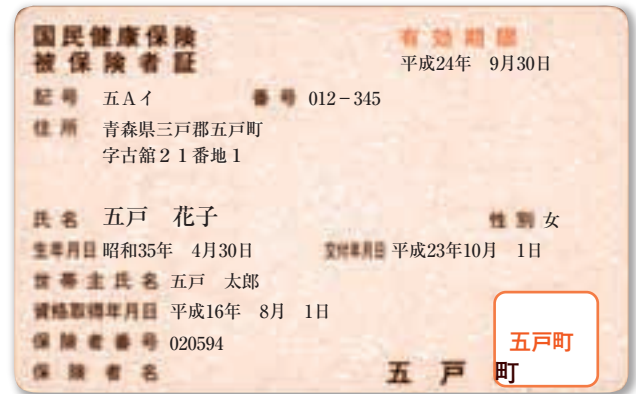 国民健康保険
被保険者証
有効期限
平成24年　9月30日
記号　五Aイ　番号　012－345
住所　青森県三戸郡五戸町
字古舘２１番地１
氏名　五戸　花子　性別　女
生年月日　昭和35年　4月30日　交付年月日　平成23年10月　1日
世帯主氏名　五戸　太郎
資格取得年月日　平成16年　8月　1日
保険者番号　020594
保険者名　五　戸　町
五戸町